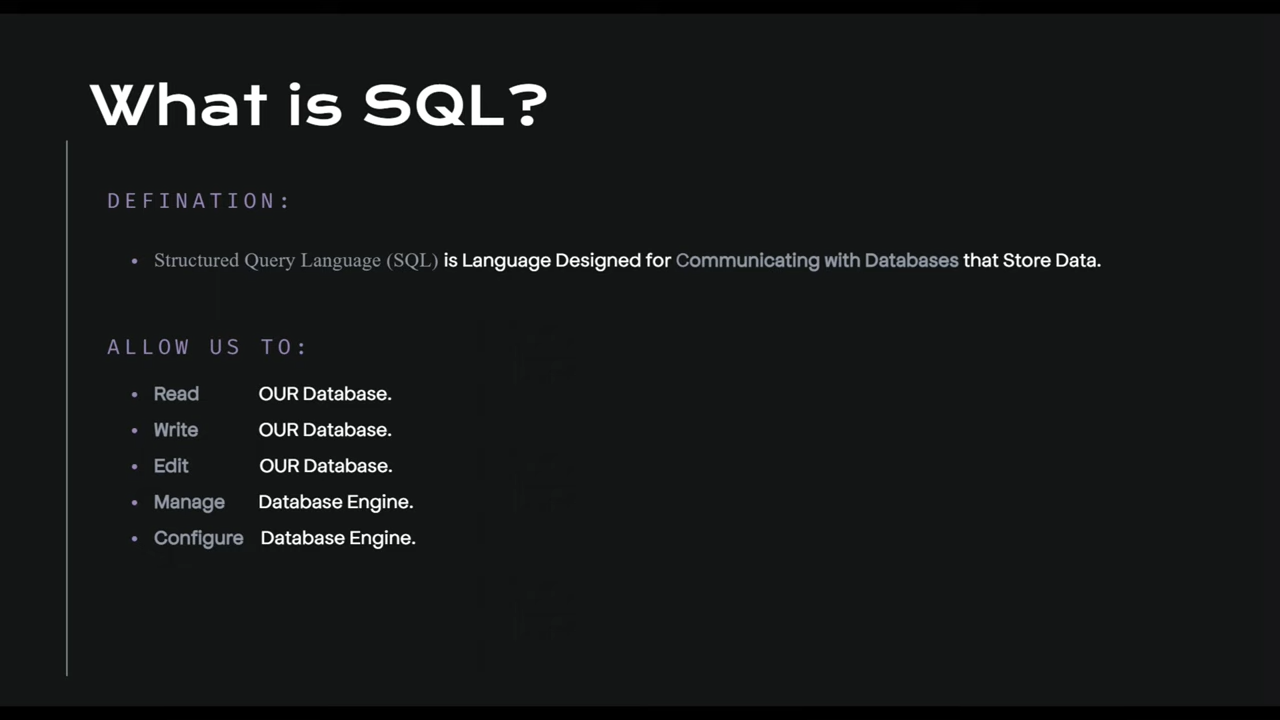 What is SQL?
DEFINATION:
• Structured Query Language (SQL) is Language Designed for Communicating with Databases that Store Data.
ALLOW US TO:
• Read OUR Database.
• Write OUR Database.
• Edit OUR Database.
• Manage Database Engine.
• Configure Database Engine.